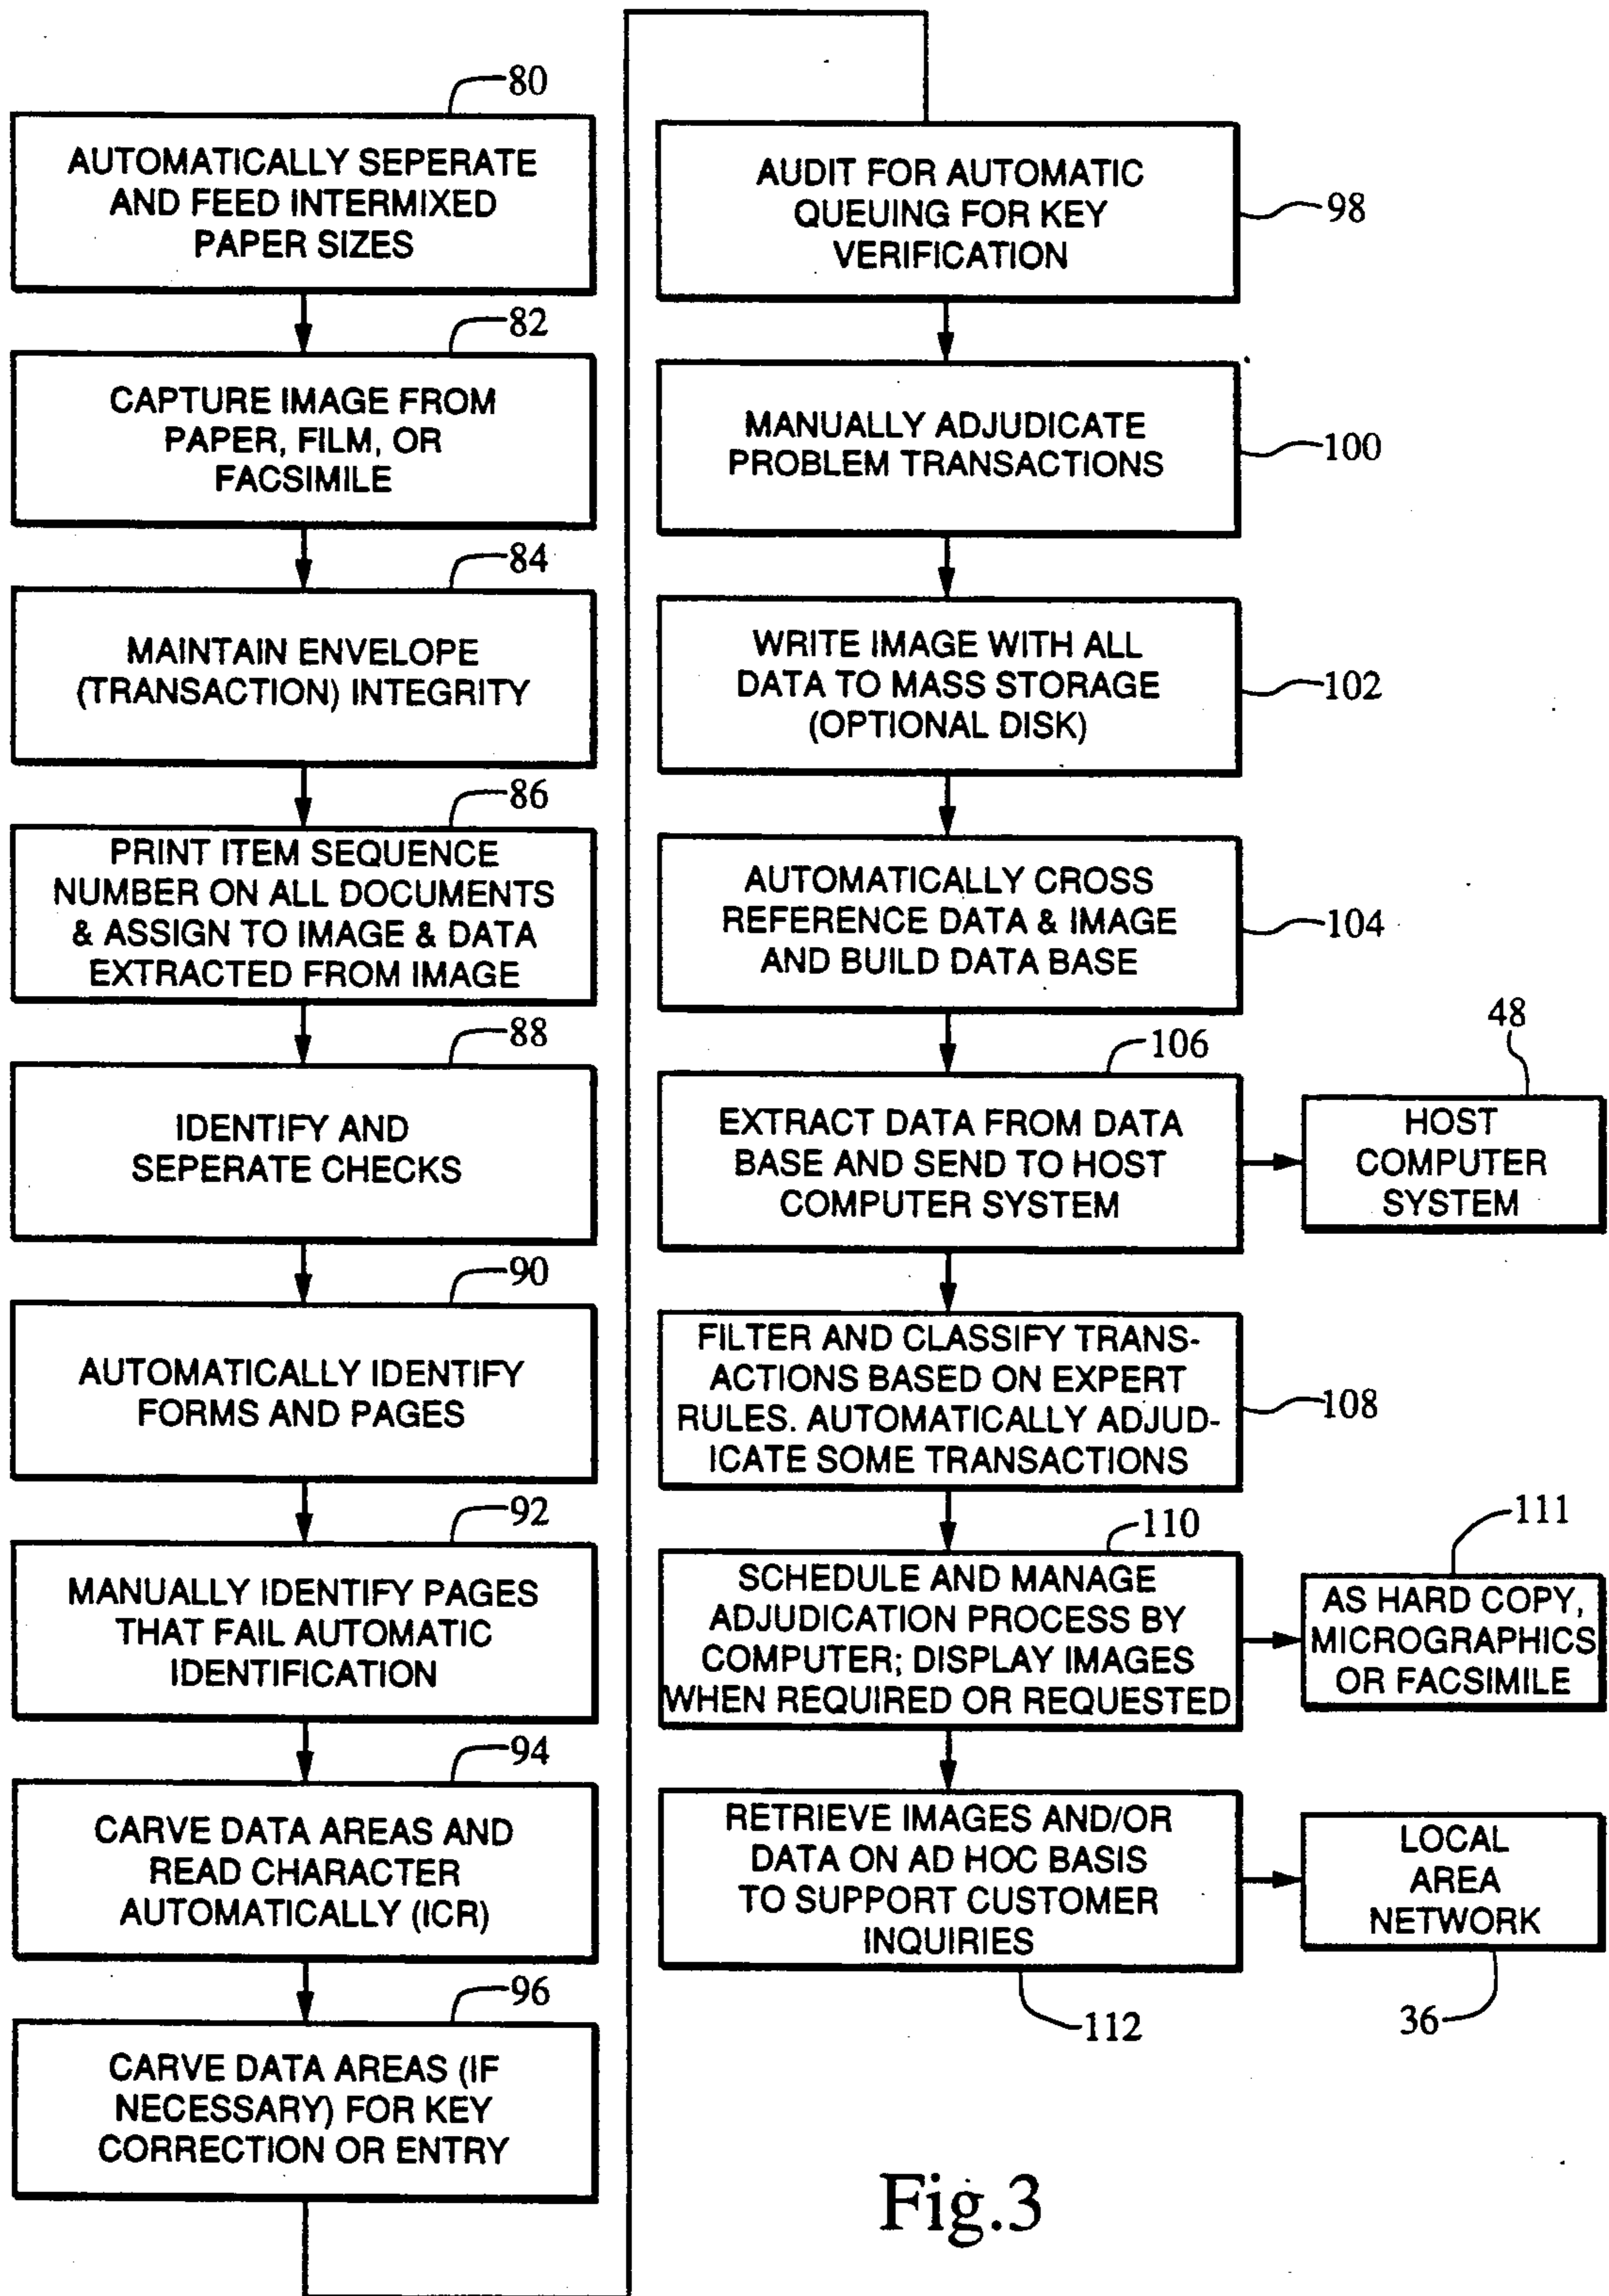 80
AUTOMATICALLY SEPERATE
AND FEED INTERMIXED
PAPER SIZES
82
CAPTURE IMAGE FROM
PAPER, FILM, OR
FACSIMILE
84
MAINTAIN ENVELOPE
(TRANSACTION) INTEGRITY
86
PRINT ITEM SEQUENCE
NUMBER ON ALL DOCUMENTS
& ASSIGN TO IMAGE & DATA
EXTRACTED FROM IMAGE
88
IDENTIFY AND
SEPERATE CHECKS
90
AUTOMATICALLY IDENTIFY
FORMS AND PAGES
92
MANUALLY IDENTIFY PAGES
THAT FAIL AUTOMATIC
IDENTIFICATION
94
CARVE DATA AREAS AND
READ CHARACTER
AUTOMATICALLY (ICR)
96
CARVE DATA AREAS (IF
NECESSARY) FOR KEY
CORRECTION OR ENTRY
AUDIT FOR AUTOMATIC
QUEUING FOR KEY
VERIFICATION
98
MANUALLY ADJUDICATE
PROBLEM TRANSACTIONS
100
WRITE IMAGE WITH ALL
DATA TO MASS STORAGE
(OPTIONAL DISK)
102
AUTOMATICALLY CROSS
REFERENCE DATA & IMAGE
AND BUILD DATA BASE
104
106
EXTRACT DATA FROM DATA
BASE AND SEND TO HOST
COMPUTER SYSTEM
48
HOST
COMPUTER
SYSTEM
FILTER AND CLASSIFY TRANS-
ACTIONS BASED ON EXPERT
RULES. AUTOMATICALLY ADJUD-
ICATE SOME TRANSACTIONS
108
110
SCHEDULE AND MANAGE
ADJUDICATION PROCESS BY
COMPUTER; DISPLAY IMAGES
WHEN REQUIRED OR REQUESTED
111
AS HARD COPY,
MICROGRAPHICS
OR FACSIMILE
RETRIEVE IMAGES AND/OR
DATA ON AD HOC BASIS
TO SUPPORT CUSTOMER
INQUIRIES
112
LOCAL
AREA
NETWORK
36
Fig.3